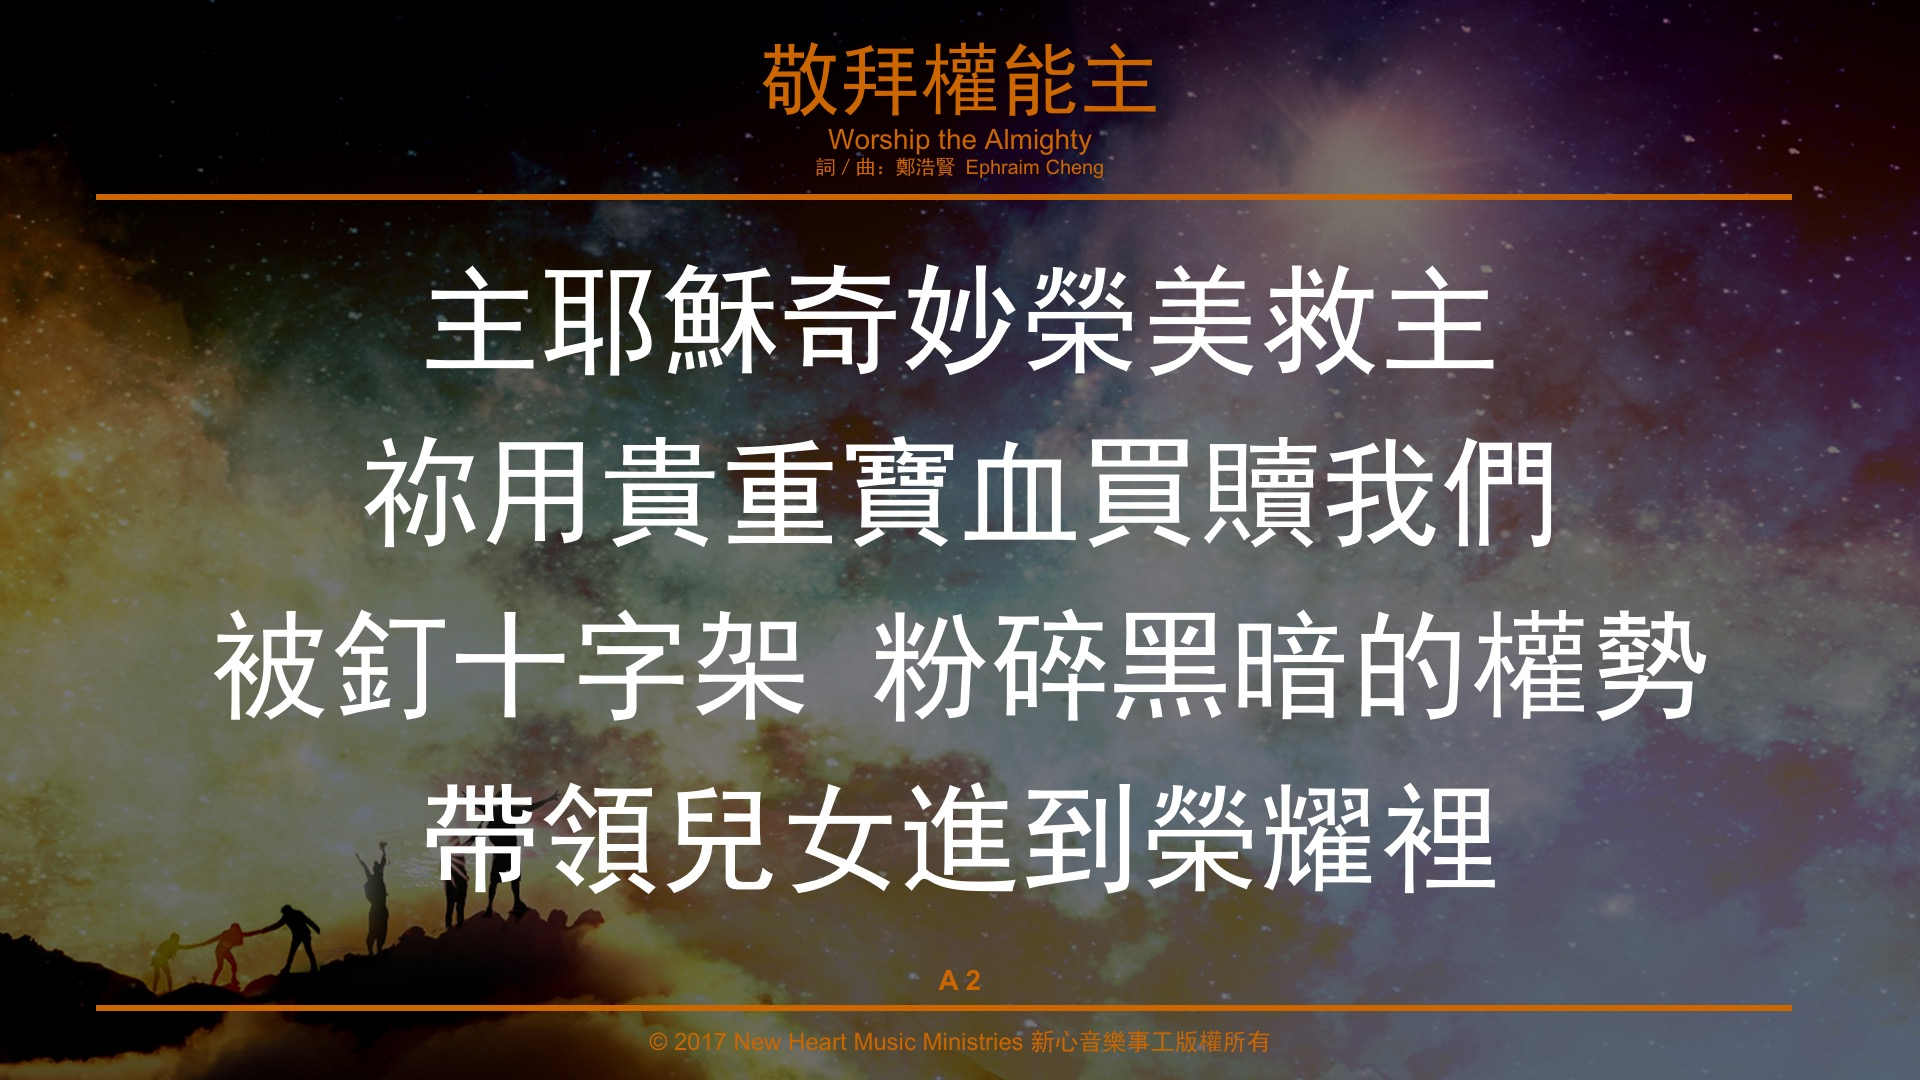 敬拜權能主
Worship the Almighty
詞 / 曲：鄭浩賢 Ephraim Cheng
主耶穌奇妙榮美救主
祢用貴重寶血買贖我們
被釘十字架 粉碎黑暗的權勢
帶領兒女進到榮耀裡
A 2
© 2017 New Heart Music Ministries 新心音樂事工版權所有